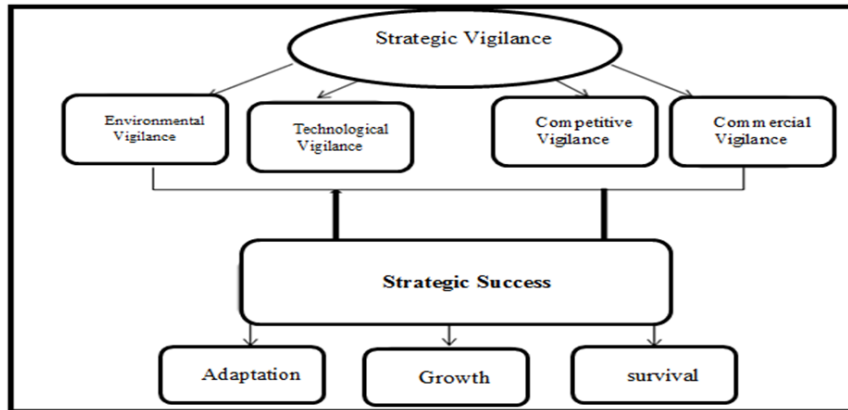 Strategic Vigilance
Environmental
Vigilance
Technological
Vigilance
Competitive
Vigilance
Commercial
Vigilance
Strategic Success
Adaptation
Growth
survival